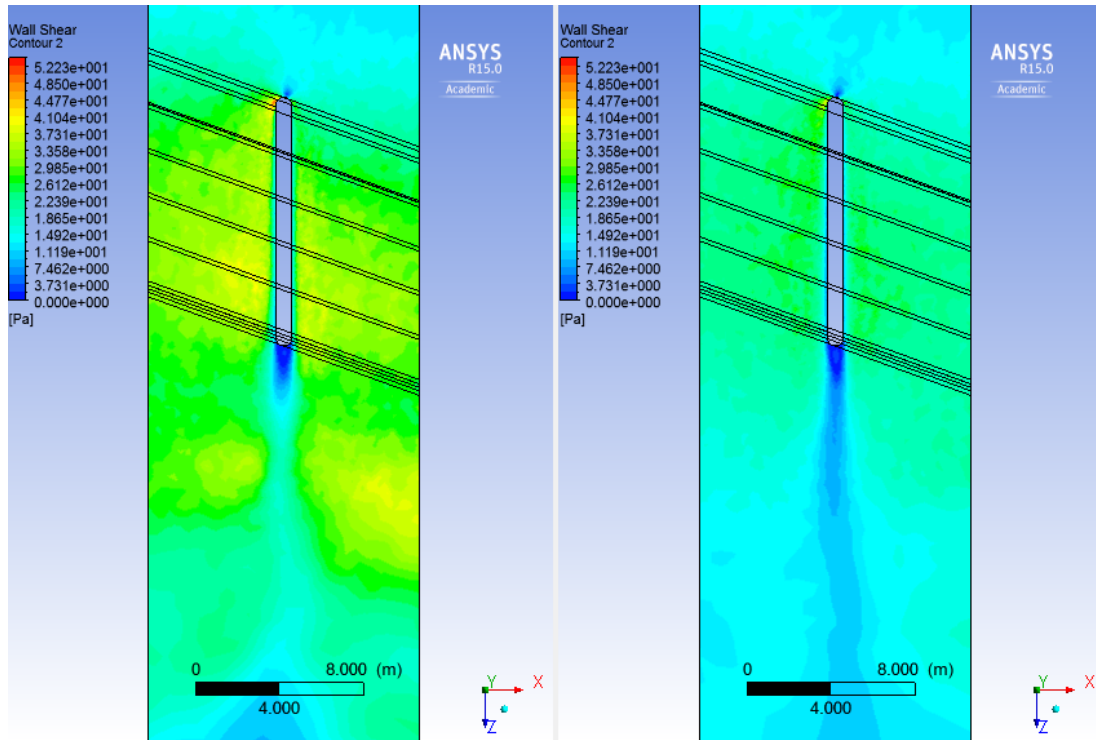 Wall Shear
Contour 2
5.223e+001
4.850e+001
4.477e+001
4.104e+001
3.731e+001
3.358e+001
2.985e+001
2.612e+001
2.239e+001
1.865e+001
1.492e+001
1.119e+001
7.462e+000
3.731e+000
0.000e+000
[Pa]
ANSYS
R15.0
Academic
0
8.000
(m)
4.000
Y
X
Z
Wall Shear
Contour 2
5.223e+001
4.850e+001
4.477e+001
4.104e+001
3.731e+001
3.358e+001
2.985e+001
2.612e+001
2.239e+001
1.865e+001
1.492e+001
1.119e+001
7.462e+000
3.731e+000
0.000e+000
[Pa]
ANSYS
R15.0
Academic
0
8.000
(m)
4.000
Y
X
Z